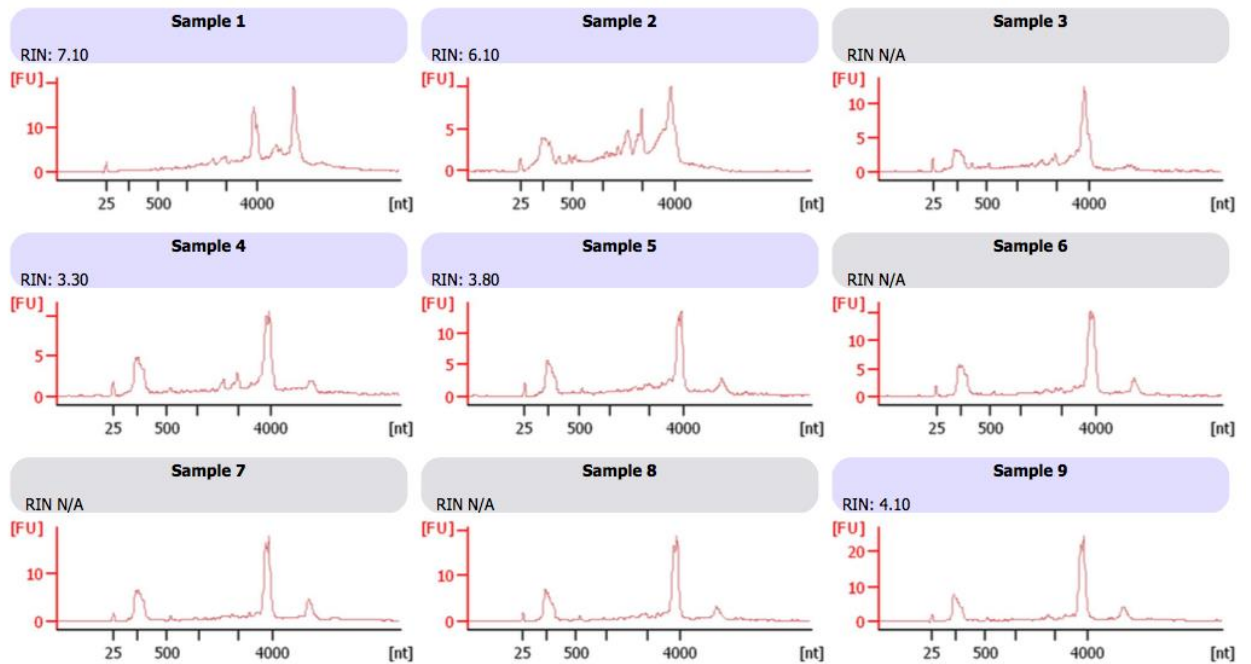 Sample 1
RIN: 7.10
[FU]
10
0
25 500 4000 [nt]
Sample 2
RIN: 6.10
[FU]
5
0
25 500 4000 [nt]
Sample 3
RIN N/A
[FU]
10
5
0
25 500 4000 [nt]
Sample 4
RIN: 3.30
[FU]
5
0
25 500 4000 [nt]
Sample 5
RIN: 3.80
[FU]
10
5
0
25 500 4000 [nt]
Sample 6
RIN N/A
[FU]
10
5
0
25 500 4000 [nt]
Sample 7
RIN N/A
[FU]
10
0
25 500 4000 [nt]
Sample 8
RIN N/A
[FU]
10
0
25 500 4000 [nt]
Sample 9
RIN: 4.10
[FU]
20
10
0
25 500 4000 [nt]